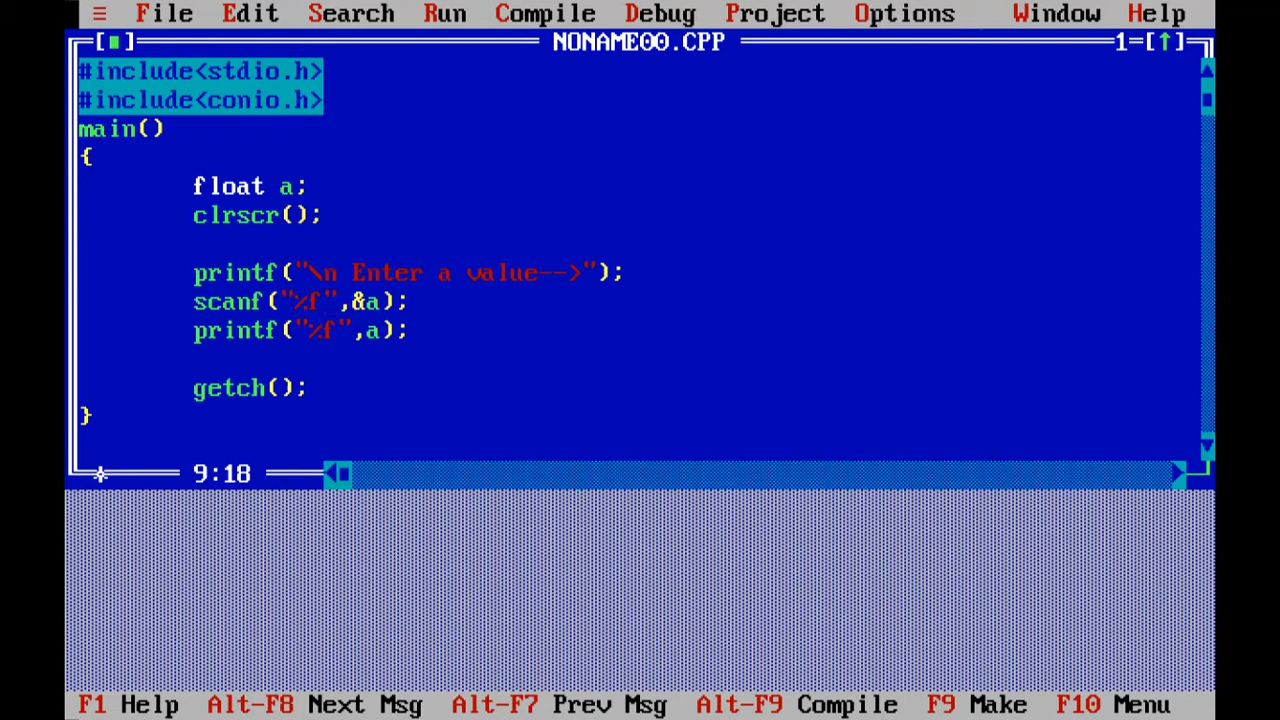 ≡ File Edit Search Run Compile Debug Project Options Window Help
[■] NONAME00.CPP 1=[↑]
#include<stdio.h>
#include<conio.h>
main()
{
float a;
clrscr();
printf("\n Enter a value-->");
scanf("%f",&a);
printf("%f",a);
getch();
}
9:18
F1 Help Alt-F8 Next Msg Alt-F7 Prev Msg Alt-F9 Compile F9 Make F10 Menu